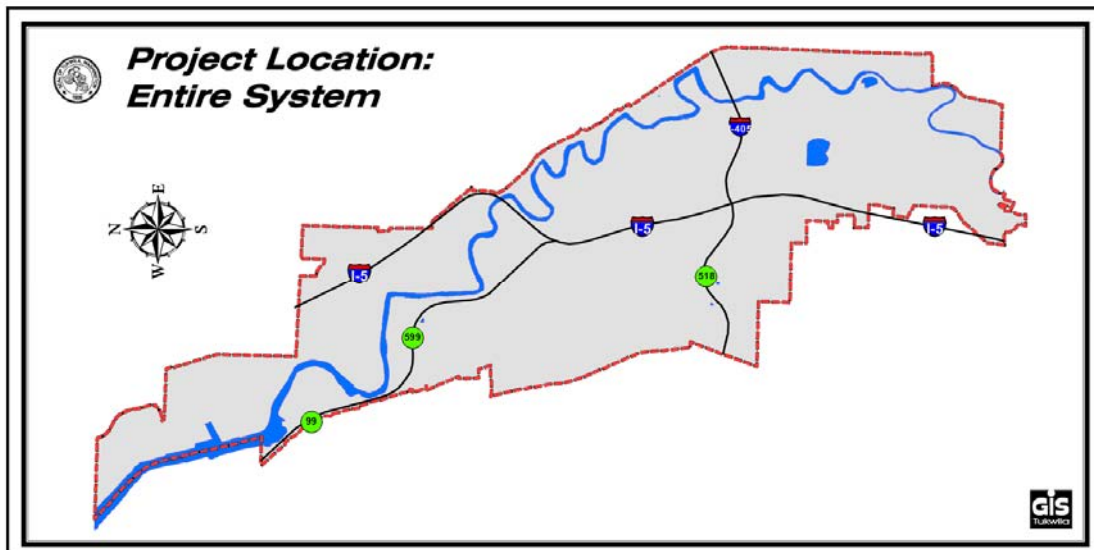 Project Location:
Entire System
I-405
E
N
S
W
I-5
I-5
I-5
518
599
99
GIS
Tukwila